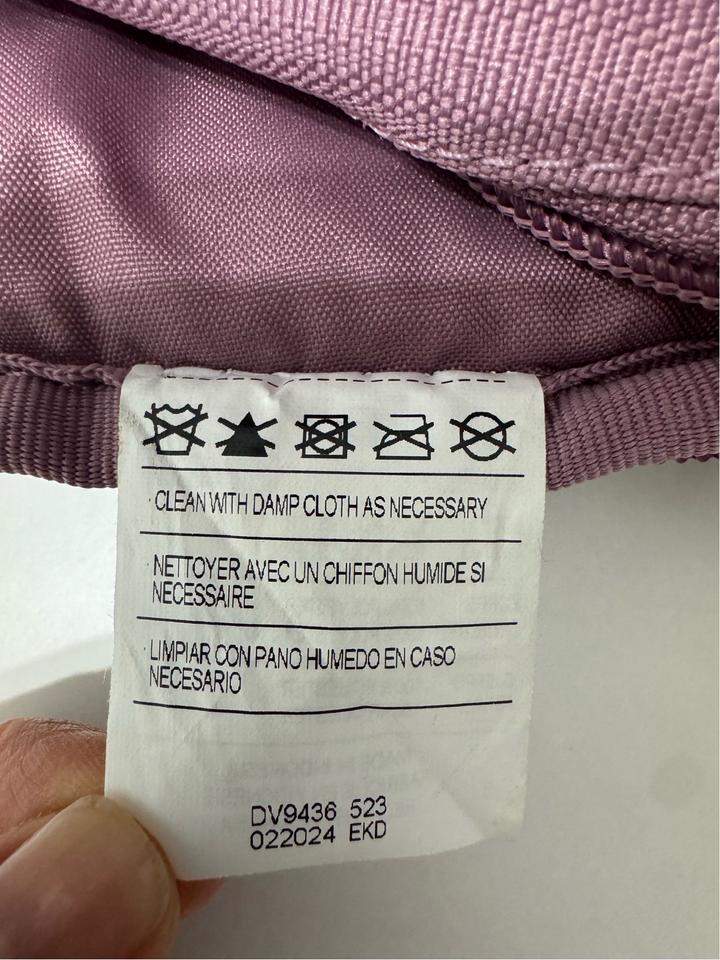 · CLEAN WITH DAMP CLOTH AS NECESSARY
· NETTOYER AVEC UN CHIFFON HUMIDE SI
NECESSAIRE
· LIMPIAR CON PANO HUMEDO EN CASO
NECESARIO
DV9436 523
022024 EKD